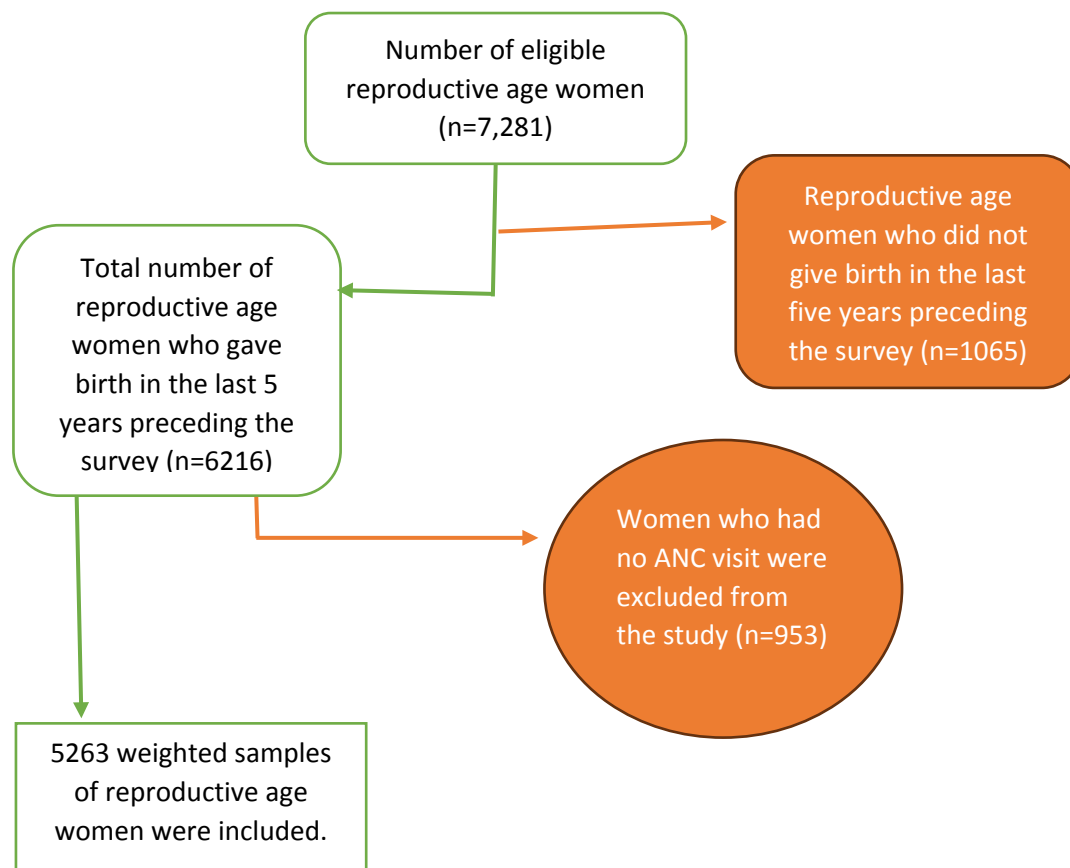 Number of eligible
reproductive age women
(n=7,281)
Reproductive age
women who did not
give birth in the last
five years preceding
the survey (n=1065)
Total number of
reproductive age
women who gave
birth in the last 5
years preceding the
survey (n=6216)
Women who had
no ANC visit were
excluded from
the study (n=953)
5263 weighted samples
of reproductive age
women were included.